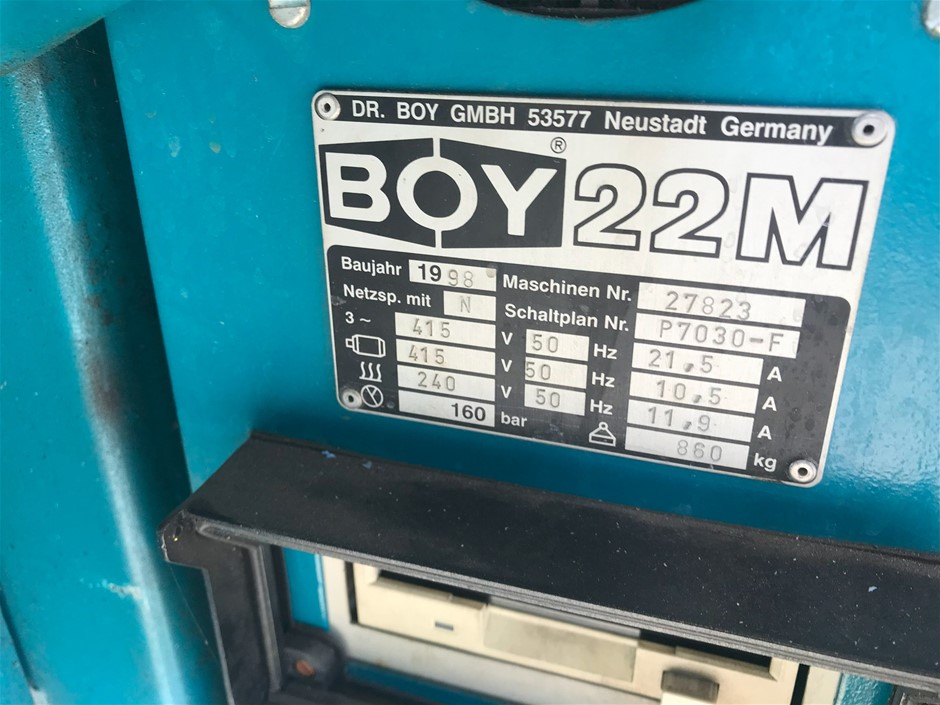 DR. BOY GMBH 53577 Neustadt Germany
BOY® 22M
Baujahr 1998 Maschinen Nr. 27823
Netzsp. mit N Schaltplan Nr. P7030-F
3~ 415 V 50 Hz 21,5 A
415 V 50 Hz 10,5 A
240 V 50 Hz 11,9 A
160 bar 860 kg